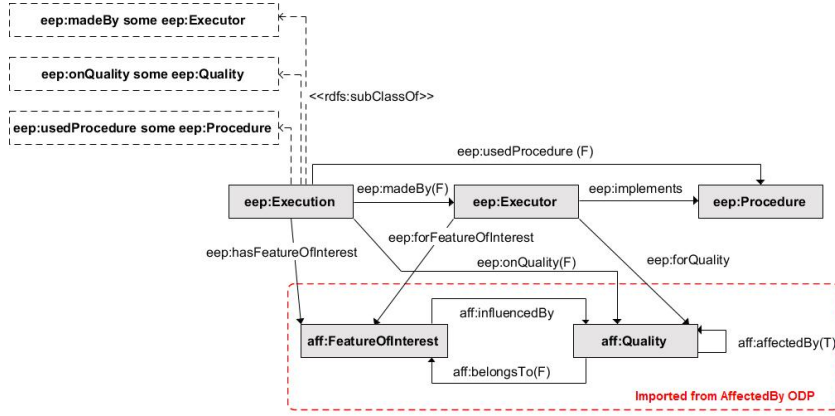 eep:madeBy some eep:Executor
eep:onQuality some eep:Quality
<<rdfs:subClassOf>>
eep:usedProcedure some eep:Procedure
eep:usedProcedure (F)
eep:Execution
eep:madeBy(F)
eep:Executor
eep:implements
eep:Procedure
eep:hasFeatureOfInterest
eep:forFeatureOfInterest
eep:onQuality(F)
eep:forQuality
aff:FeatureOfInterest
aff:influencedBy
aff:Quality
aff:affectedBy(T)
aff:belongsTo(F)
Imported from AffectedBy ODP